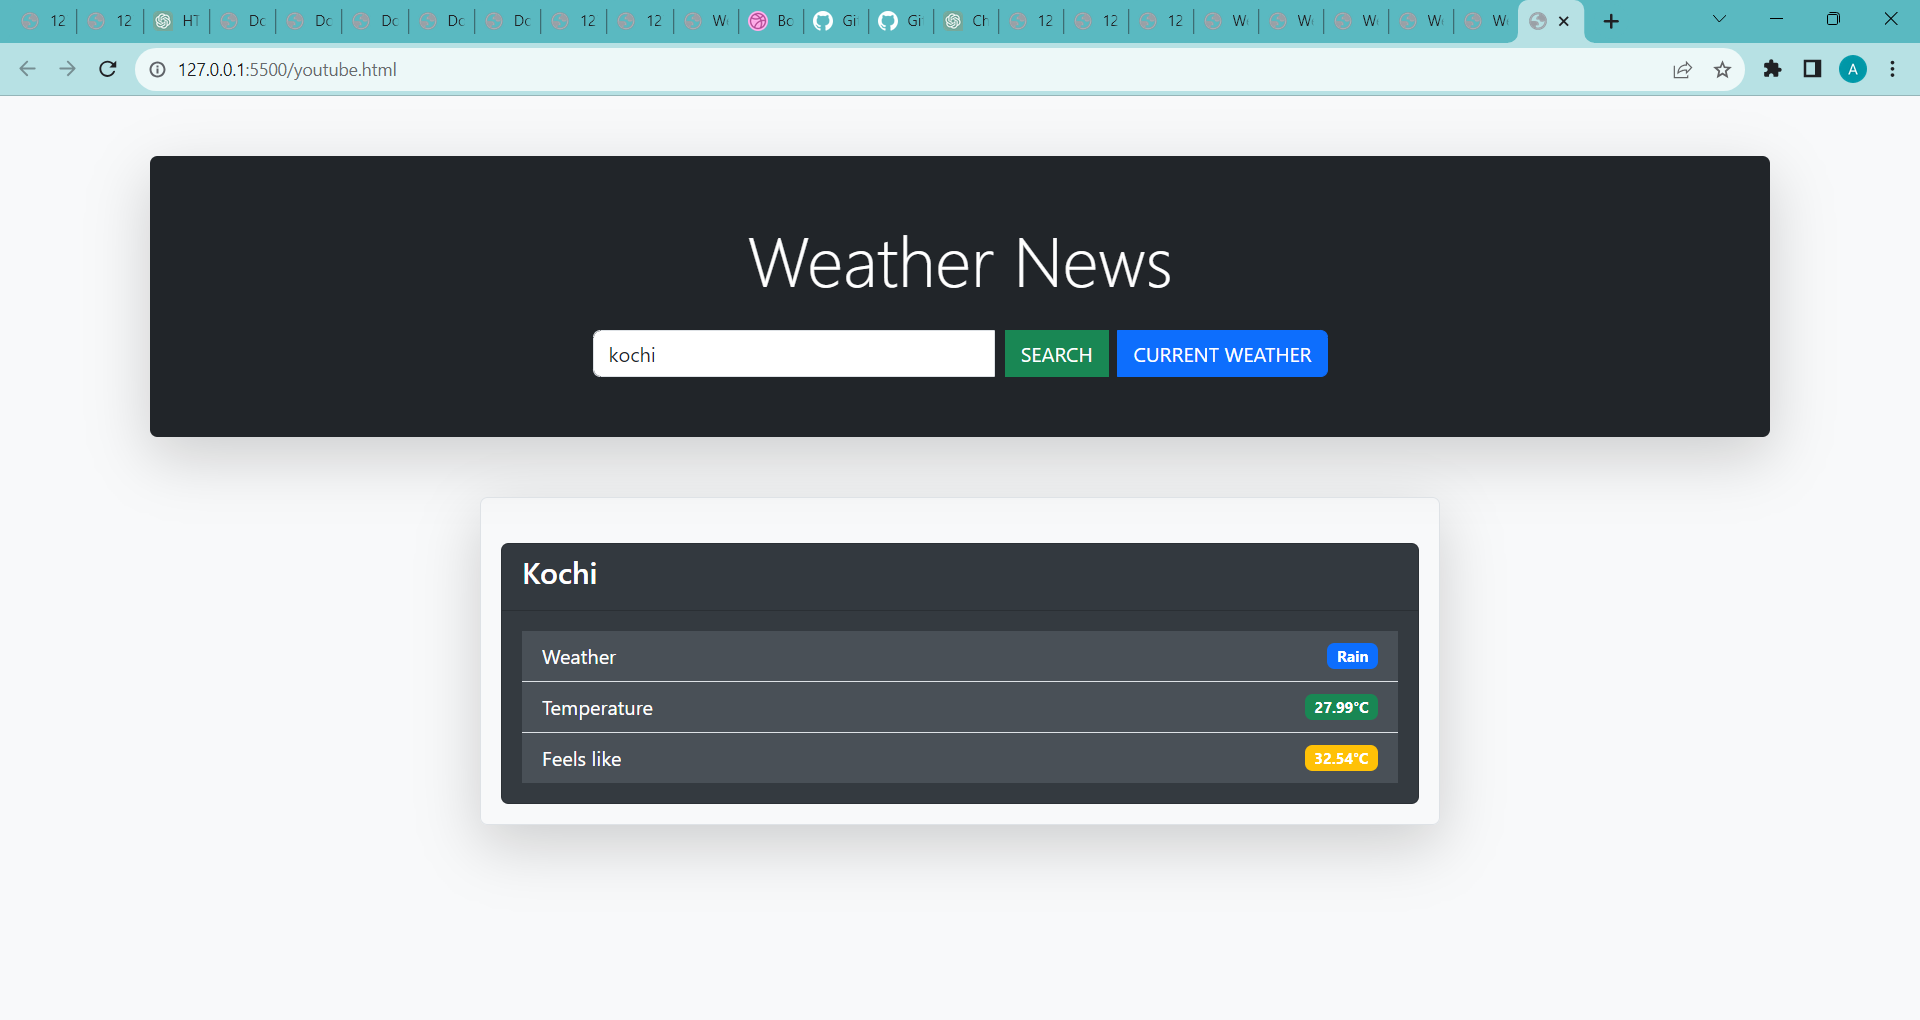 12 12 HT Dc Dc Dc Dc Dc 12 12 W Bc Gi Gi Ch 12 12 12 W W W W W
127.0.0.1:5500/youtube.html A
Weather News
kochi SEARCH CURRENT WEATHER
Kochi
Weather Rain
Temperature 27.99°C
Feels like 32.54°C